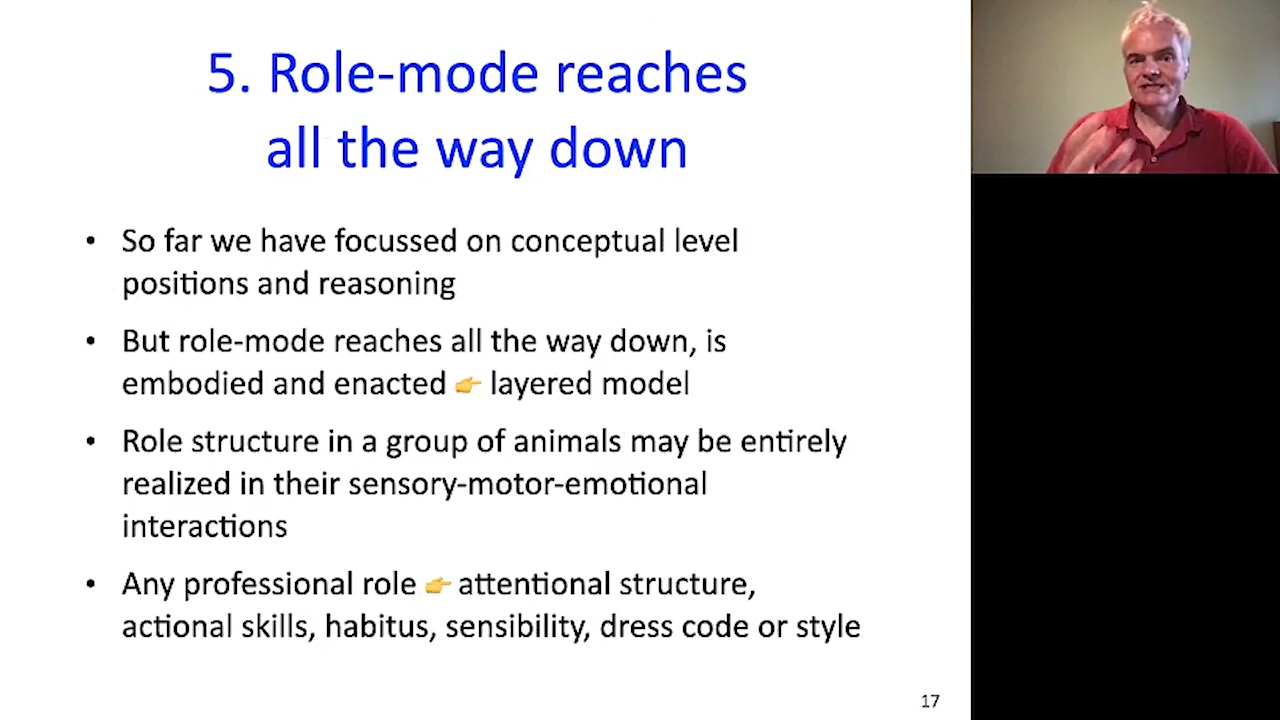 5. Role-mode reaches
all the way down
• So far we have focussed on conceptual level
positions and reasoning
• But role-mode reaches all the way down, is
embodied and enacted 👉 layered model
• Role structure in a group of animals may be entirely
realized in their sensory-motor-emotional
interactions
• Any professional role 👉 attentional structure,
actional skills, habitus, sensibility, dress code or style
17